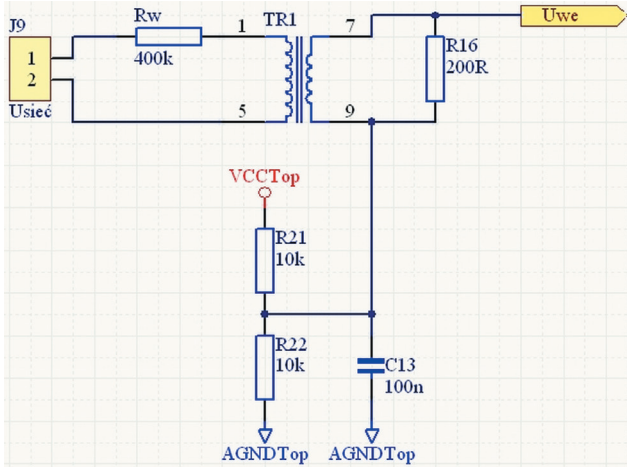 J9
1
2
Usieć
Rw
400k
TR1
1
5
7
9
R16
200R
Uwe
VCCTop
R21
10k
R22
10k
C13
100n
AGNDTop
AGNDTop